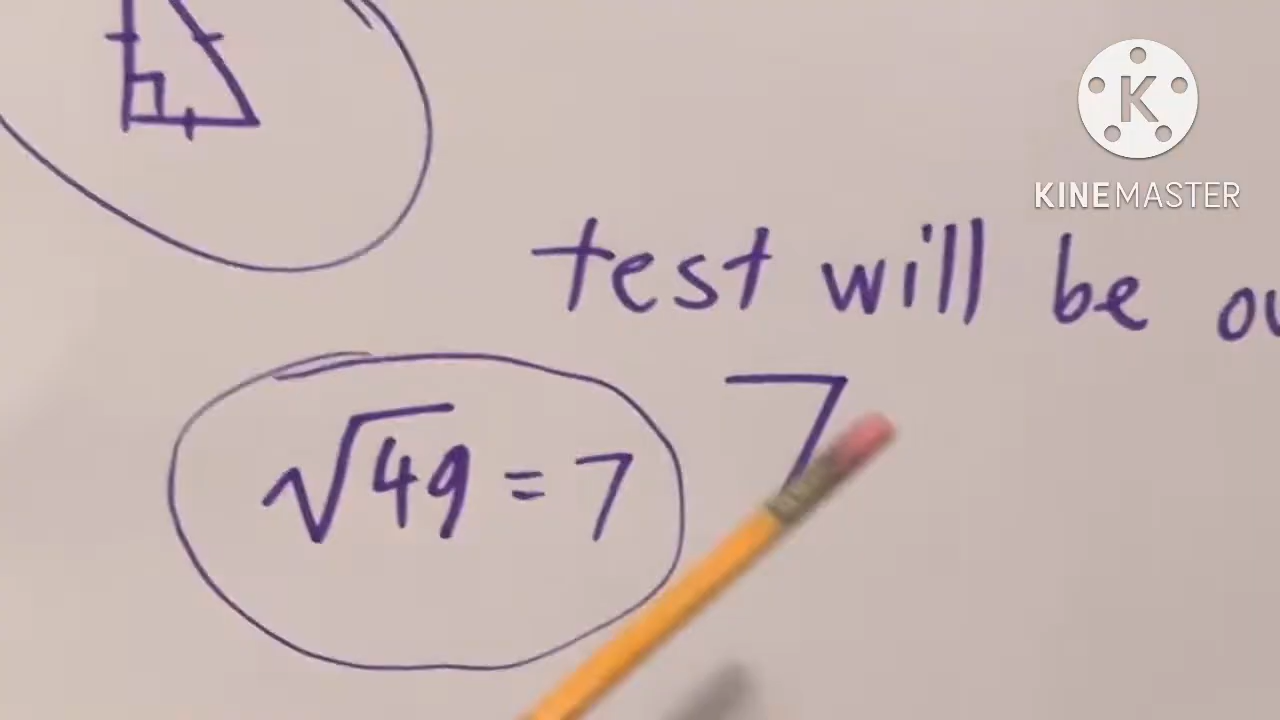 K
KINEMASTER
test will be
√49 = 7
7